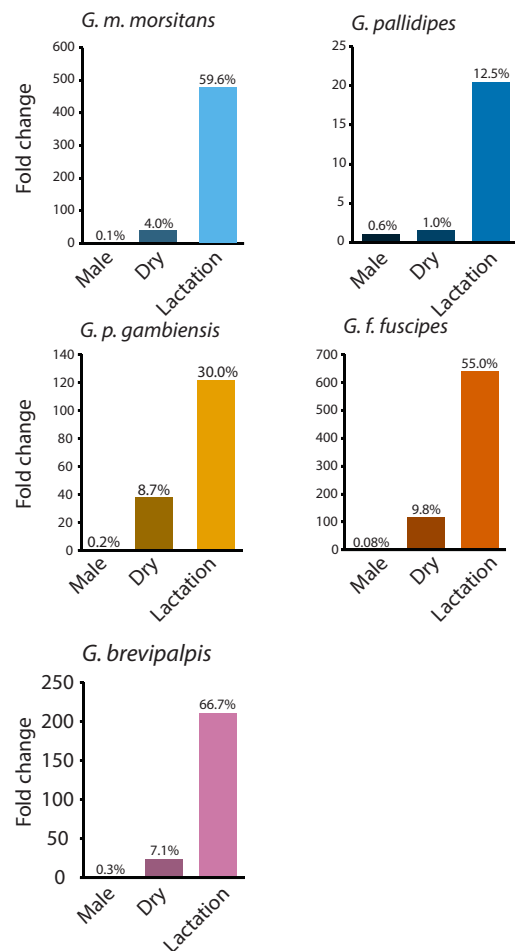 G. m. morsitans
Fold change
600
500
400
300
200
100
0
0.1%
4.0%
59.6%
Male
Dry
Lactation
G. pallidipes
25
20
15
10
5
0
0.6%
1.0%
12.5%
Male
Dry
Lactation
G. p. gambiensis
Fold change
140
120
100
80
60
40
20
0
0.2%
8.7%
30.0%
Male
Dry
Lactation
G. f. fuscipes
700
600
500
400
300
200
100
0
0.08%
9.8%
55.0%
Male
Dry
Lactation
G. brevipalpis
Fold change
250
200
150
100
50
0
0.3%
7.1%
66.7%
Male
Dry
Lactation